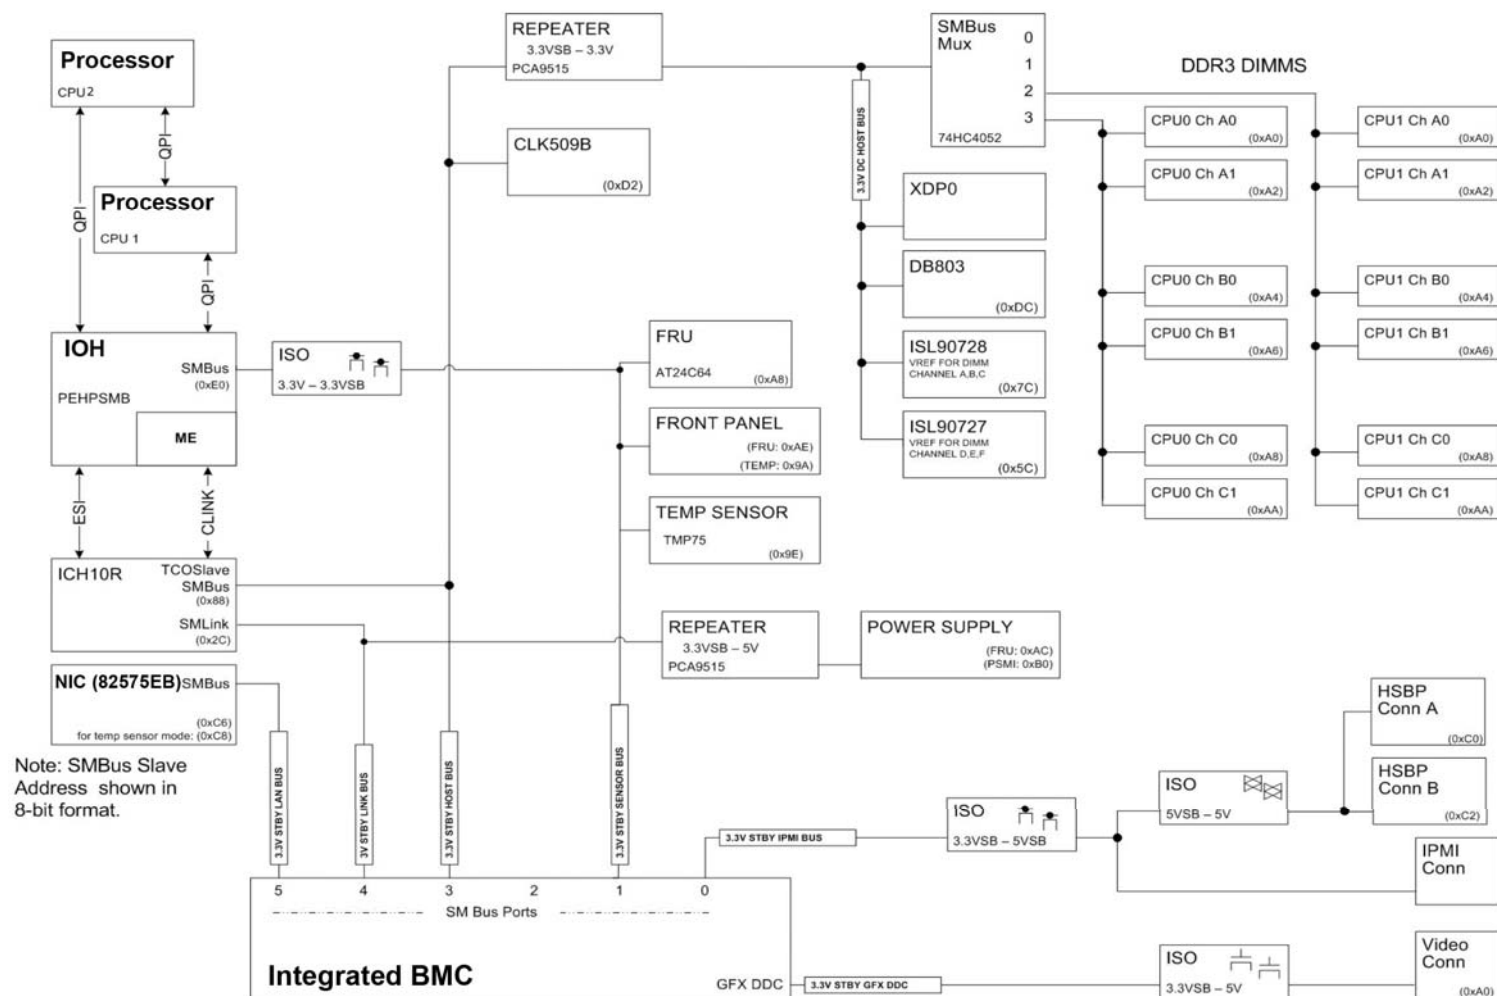 Processor
CPU2
QPI
QPI
Processor
CPU 1
QPI
IOH
SMBus
(0xE0)
PEHPSMB
ME
ESI
CLINK
ICH10R
TCOSlave
SMBus
(0x88)
SMLink
(0x2C)
NIC (82575EB)SMBus
(0xC6)
for temp sensor mode: (0xC8)
Note: SMBus Slave
Address shown in
8-bit format.
ISO
3.3V – 3.3VSB
REPEATER
3.3VSB – 3.3V
PCA9515
CLK509B
(0xD2)
FRU
AT24C64
(0xA8)
FRONT PANEL
(FRU: 0xAE)
(TEMP: 0x9A)
TEMP SENSOR
TMP75
(0x9E)
REPEATER
3.3VSB – 5V
PCA9515
POWER SUPPLY
(FRU: 0xAC)
(PSMI: 0xB0)
SMBus
Mux
0
1
2
3
74HC4052
3.3V DC HOST BUS
XDP0
DB803
(0xDC)
ISL90728
VREF FOR DIMM
CHANNEL A,B,C
(0x7C)
ISL90727
VREF FOR DIMM
CHANNEL D,E,F
(0x5C)
DDR3 DIMMS
CPU0 Ch A0
(0xA0)
CPU0 Ch A1
(0xA2)
CPU0 Ch B0
(0xA4)
CPU0 Ch B1
(0xA6)
CPU0 Ch C0
(0xA8)
CPU0 Ch C1
(0xAA)
CPU1 Ch A0
(0xA0)
CPU1 Ch A1
(0xA2)
CPU1 Ch B0
(0xA4)
CPU1 Ch B1
(0xA6)
CPU1 Ch C0
(0xA8)
CPU1 Ch C1
(0xAA)
3.3V STBY LAN BUS
3V STBY LINK BUS
3.3V STBY HOST BUS
3.3V STBY SENSOR BUS
3.3V STBY IPMI BUS
ISO
3.3VSB – 5VSB
ISO
5VSB – 5V
HSBP
Conn A
(0xC0)
HSBP
Conn B
(0xC2)
IPMI
Conn
5
4
3
2
1
0
SM Bus Ports
Integrated BMC
GFX DDC
3.3V STBY GFX DDC
ISO
3.3VSB – 5V
Video
Conn
(0xA0)